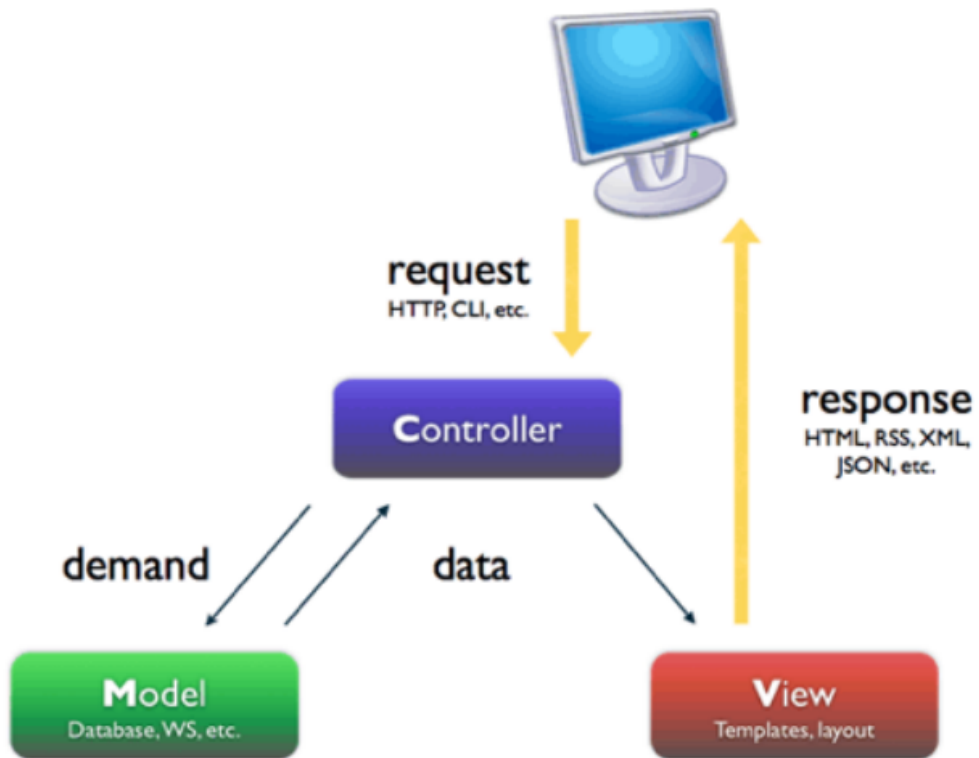 request
HTTP, CLI, etc.
Controller
response
HTML, RSS, XML,
JSON, etc.
demand
data
Model
Database, WS, etc.
View
Templates, layout